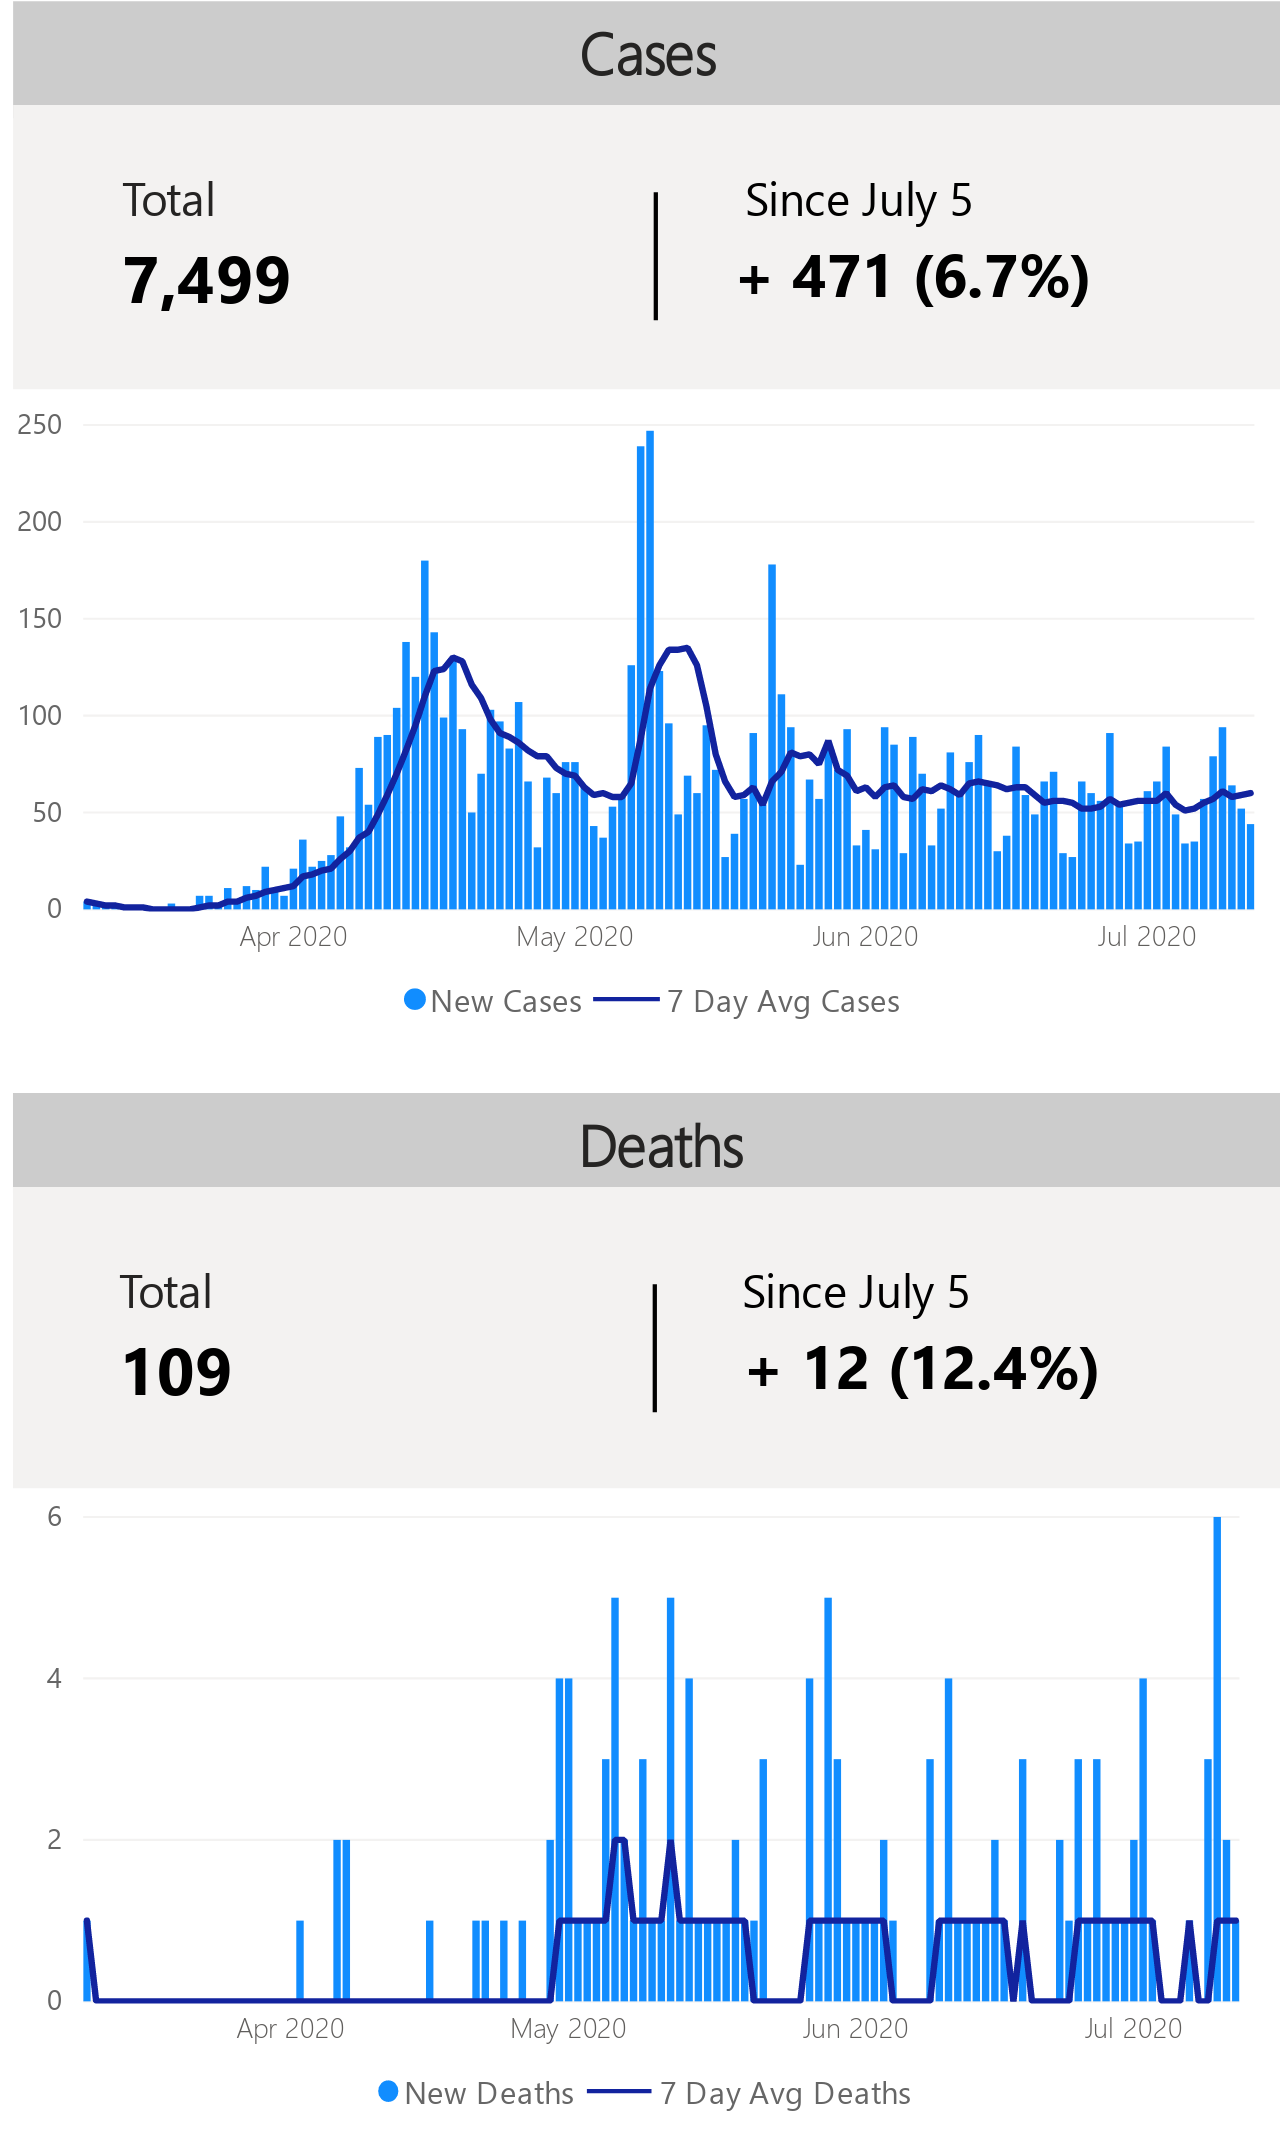 Cases
Total
Since July 5
7,499
+ 471 (6.7%)
250
200
150
100
50
0
Apr 2020
May 2020
Jun 2020
Jul 2020
New Cases
7 Day Avg Cases
Deaths
Total
Since July 5
109
+ 12 (12.4%)
6
4
2
0
Apr 2020
May 2020
Jun 2020
Jul 2020
New Deaths
7 Day Avg Deaths